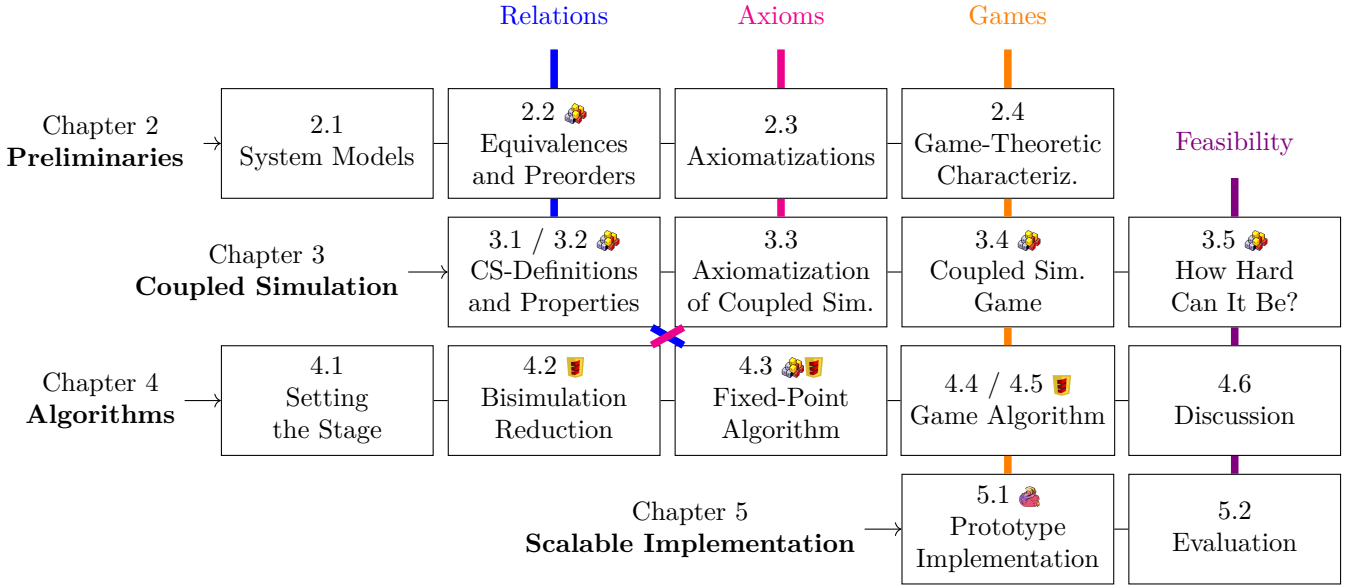 Relations
Axioms
Games
Chapter 2
Preliminaries
2.1
System Models
2.2
Equivalences
and Preorders
2.3
Axiomatizations
2.4
Game-Theoretic
Characteriz.
Feasibility
Chapter 3
Coupled Simulation
3.1 / 3.2
CS-Definitions
and Properties
3.3
Axiomatization
of Coupled Sim.
3.4
Coupled Sim.
Game
3.5
How Hard
Can It Be?
Chapter 4
Algorithms
4.1
Setting
the Stage
4.2
Bisimulation
Reduction
4.3
Fixed-Point
Algorithm
4.4 / 4.5
Game Algorithm
4.6
Discussion
Chapter 5
Scalable Implementation
5.1
Prototype
Implementation
5.2
Evaluation